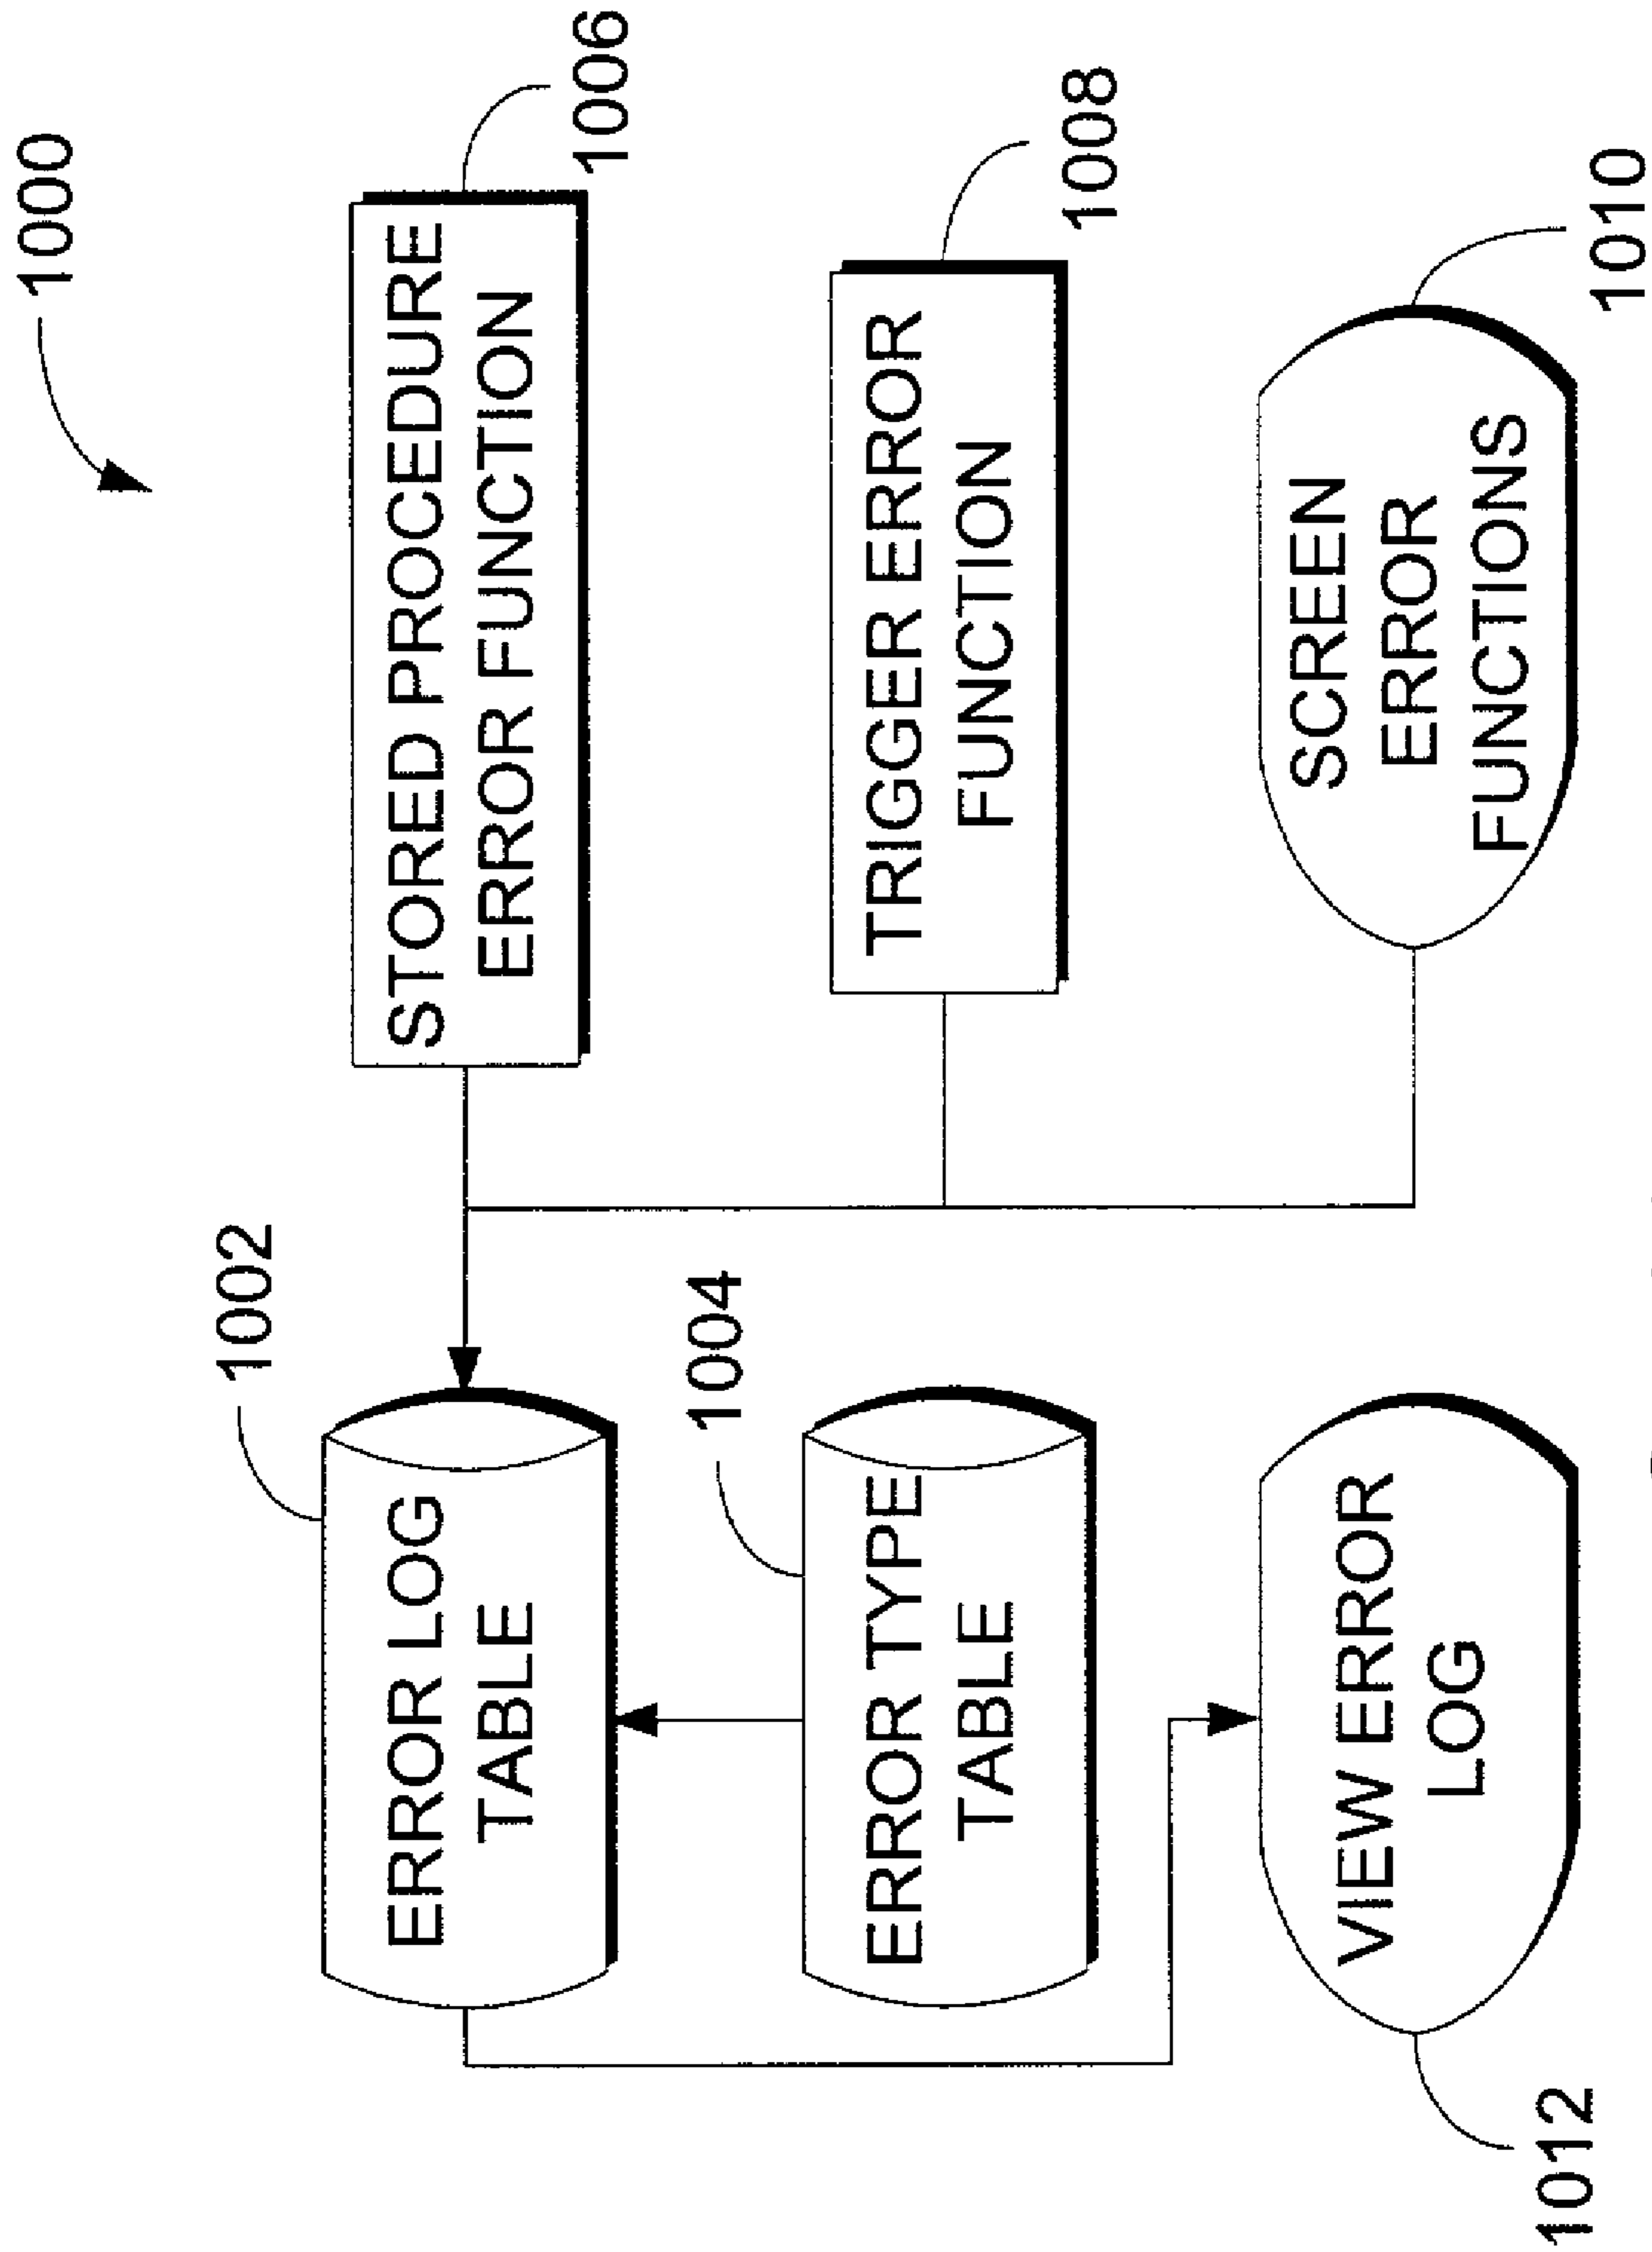 1000
STORED PROCEDURE
ERROR FUNCTION
1006
TRIGGER ERROR
FUNCTION
1008
SCREEN
ERROR
FUNCTIONS
1010
1002
ERROR LOG
TABLE
1004
ERROR TYPE
TABLE
VIEW ERROR
LOG
1012